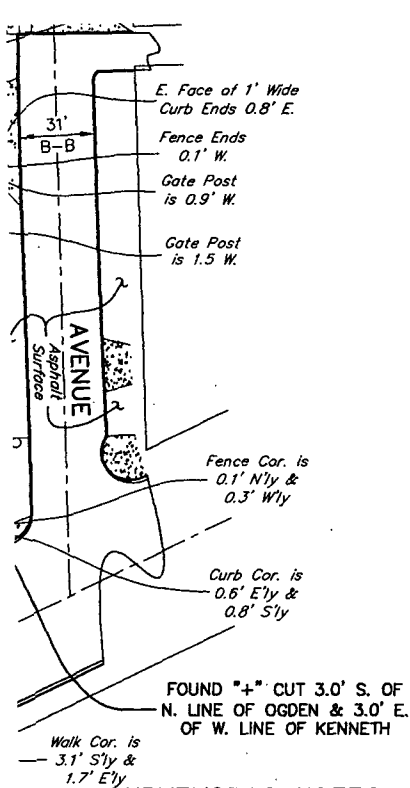 E. Face of 1' Wide
Curb Ends 0.8' E.
31'
B-B
Fence Ends
0.1' W.
Gate Post
is 0.9' W.
Gate Post
is 1.5 W.
AVENUE
Asphalt
Surface
Fence Cor. is
0.1' N'ly &
0.3' W'ly
Curb Cor. is
0.6' E'ly &
0.8' S'ly
FOUND "+" CUT 3.0' S. OF
N. LINE OF OGDEN & 3.0' E.
OF W. LINE OF KENNETH
Walk Cor. is
3.1' S'ly &
1.7' E'ly